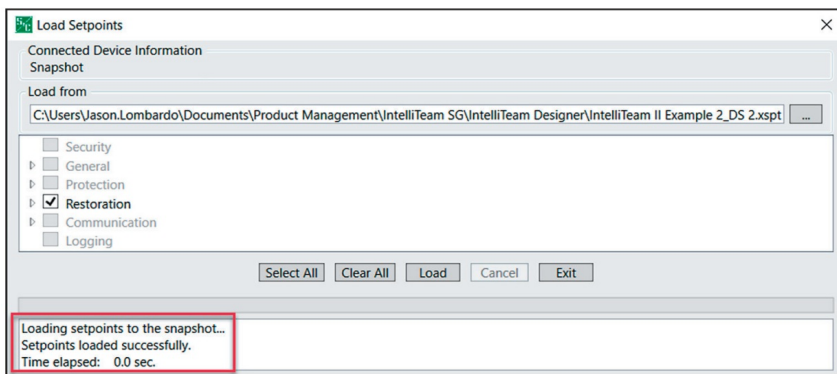 Load Setpoints
Connected Device Information
Snapshot
Load from
C:\Users\Jason.Lombardo\Documents\Product Management\IntelliTeam SG\IntelliTeam Designer\IntelliTeam II Example 2_DS 2.xspt ...
Security
General
Protection
Restoration
Communication
Logging
Select All Clear All Load Cancel Exit
Loading setpoints to the snapshot...
Setpoints loaded successfully.
Time elapsed: 0.0 sec.